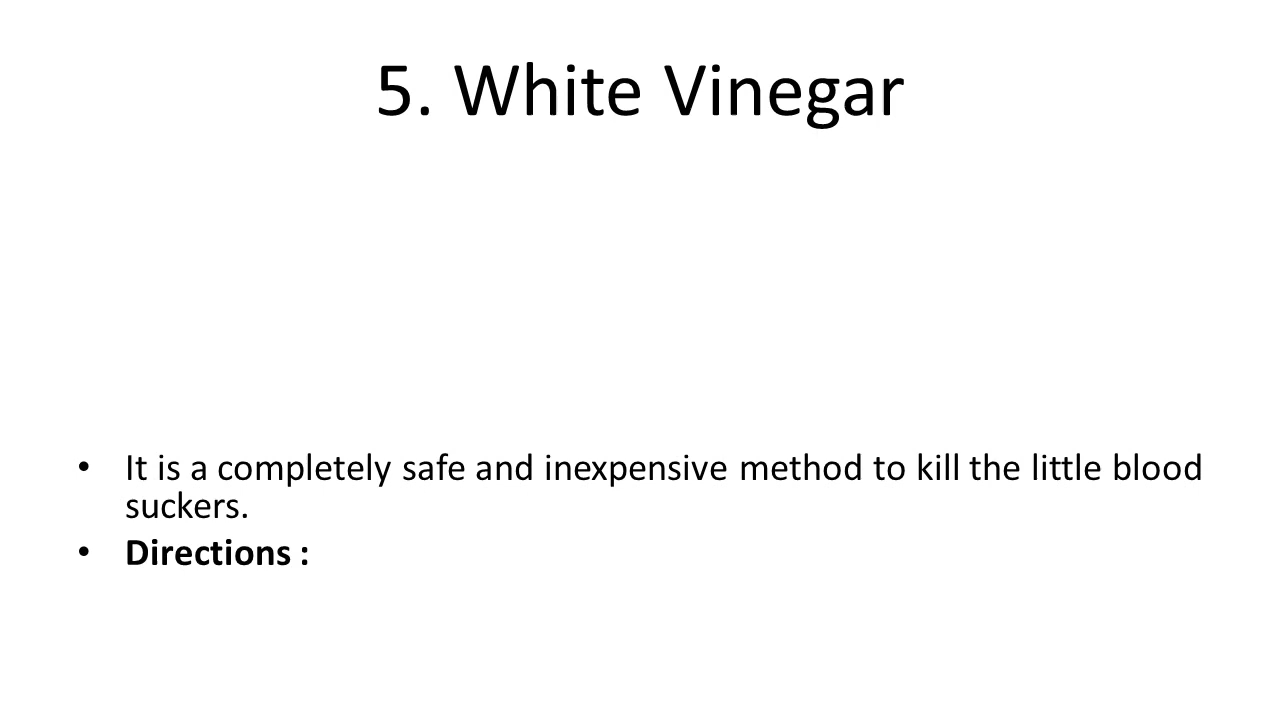 5. White Vinegar
• It is a completely safe and inexpensive method to kill the little blood
suckers.
• Directions :